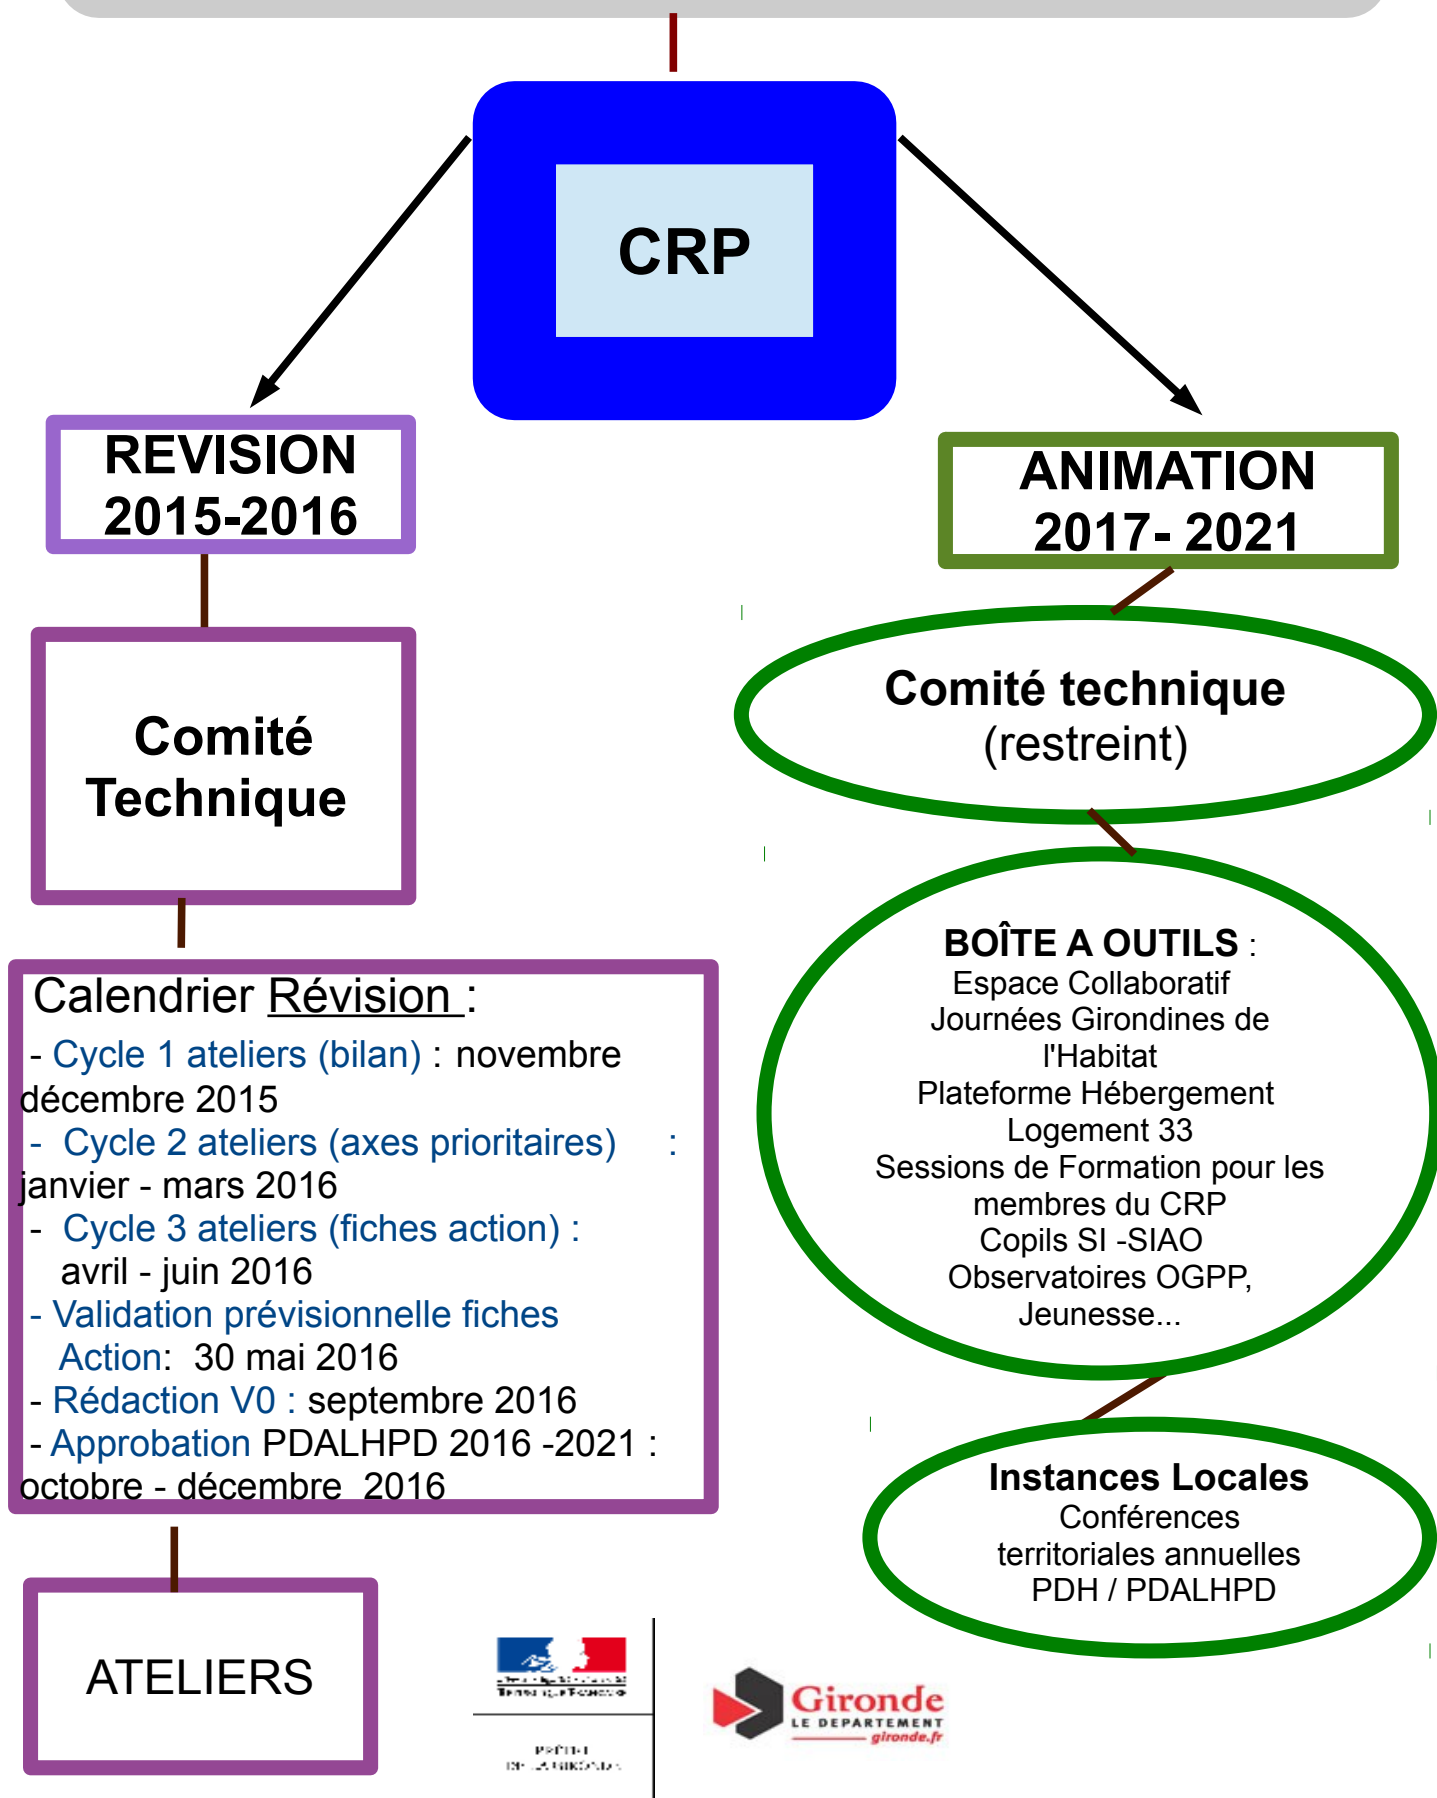 CRP
REVISION
2015-2016
Comité
Technique
Calendrier Révision :
- Cycle 1 ateliers (bilan) : novembre
décembre 2015
- Cycle 2 ateliers (axes prioritaires) :
janvier - mars 2016
- Cycle 3 ateliers (fiches action) :
avril - juin 2016
- Validation prévisionnelle fiches
Action: 30 mai 2016
- Rédaction V0 : septembre 2016
- Approbation PDALHPD 2016 -2021 :
octobre - décembre 2016
ATELIERS
ANIMATION
2017- 2021
Comité technique
(restreint)
BOÎTE A OUTILS :
Espace Collaboratif
Journées Girondines de
l'Habitat
Plateforme Hébergement
Logement 33
Sessions de Formation pour les
membres du CRP
Copils SI -SIAO
Observatoires OGPP,
Jeunesse...
Instances Locales
Conférences
territoriales annuelles
PDH / PDALHPD
PRÉFET
DE LA GIRONDE
Gironde
LE DEPARTEMENT
gironde.fr